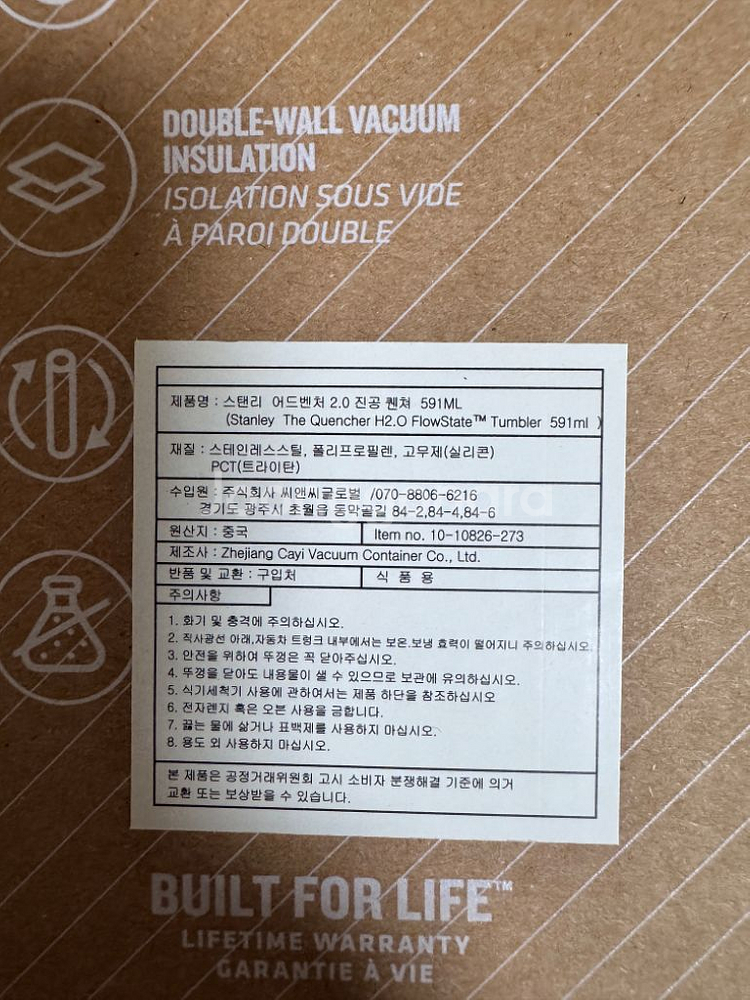 DOUBLE-WALL VACUUM
INSULATION
ISOLATION SOUS VIDE
À PAROI DOUBLE
제품명 : 스탠리 어드벤처 2.0 진공 퀜쳐 591ML
(Stanley The Quencher H2.O FlowState™ Tumbler 591ml )
재질 : 스테인레스스틸, 폴리프로필렌, 고무제(실리콘)
PCT(트라이탄)
수입원 : 주식회사 씨앤씨글로벌 /070-8806-6216
경기도 광주시 초월읍 동막골길 84-2,84-4,84-6
원산지 : 중국 Item no. 10-10826-273
제조사 : Zhejiang Cayi Vacuum Container Co., Ltd.
반품 및 교환 : 구입처 식 품 용
주의사항
1. 화기 및 충격에 주의하십시오.
2. 직사광선 아래,자동차 트렁크 내부에서는 보온.보냉 효력이 떨어지니 주의하십시오.
3. 안전을 위하여 뚜껑은 꼭 닫아주십시오.
4. 뚜껑을 닫아도 내용물이 샐 수 있으므로 보관에 유의하십시오.
5. 식기세척기 사용에 관하여서는 제품 하단을 참조하십시오
6. 전자렌지 혹은 오븐 사용을 금합니다.
7. 끓는 물에 삶거나 표백제를 사용하지 마십시오.
8. 용도 외 사용하지 마십시오.
본 제품은 공정거래위원회 고시 소비자 분쟁해결 기준에 의거
교환 또는 보상받을 수 있습니다.
BUILT FOR LIFE™
LIFETIME WARRANTY
GARANTIE À VIE